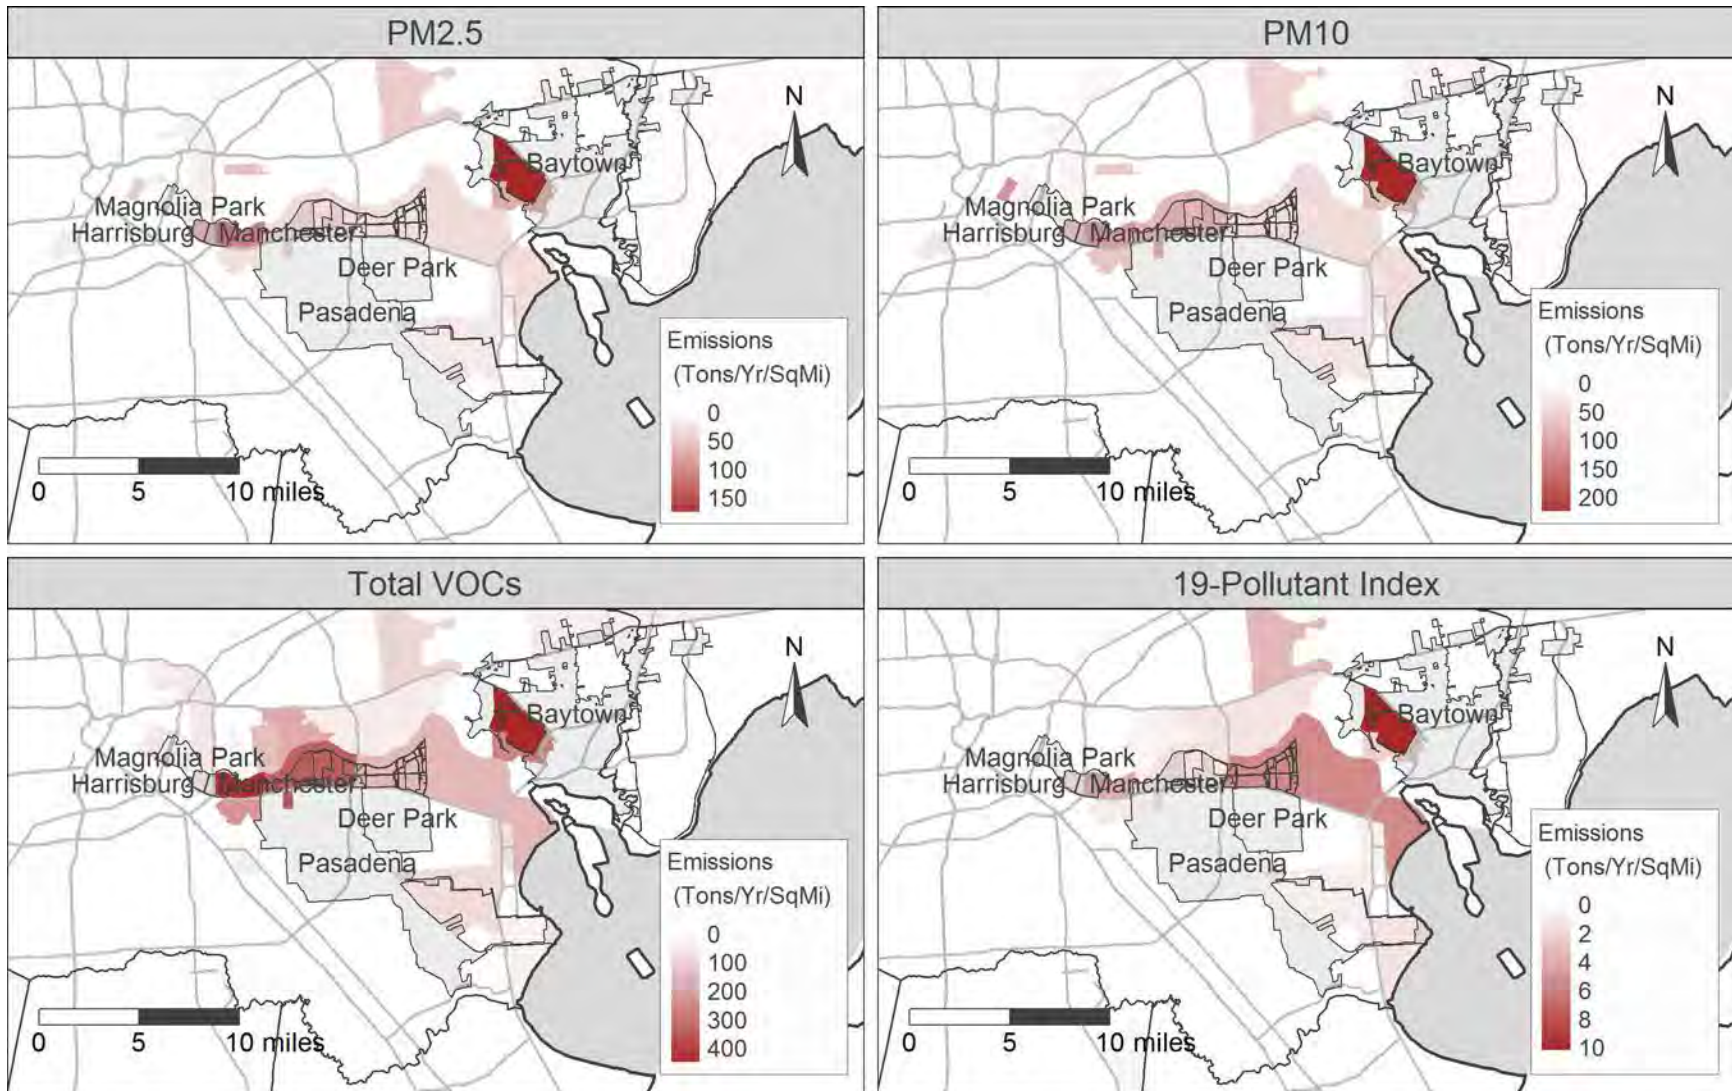 PM2.5
N
Baytown
Magnolia Park
Harrisburg Manchester
Deer Park
Pasadena
Emissions
(Tons/Yr/SqMi)
0
50
100
150
0 5 10 miles
PM10
N
Baytown
Magnolia Park
Harrisburg Manchester
Deer Park
Pasadena
Emissions
(Tons/Yr/SqMi)
0
50
100
150
200
0 5 10 miles
Total VOCs
N
Baytown
Magnolia Park
Harrisburg Manchester
Deer Park
Pasadena
Emissions
(Tons/Yr/SqMi)
0
100
200
300
400
0 5 10 miles
19-Pollutant Index
N
Baytown
Magnolia Park
Harrisburg Manchester
Deer Park
Pasadena
Emissions
(Tons/Yr/SqMi)
0
2
4
6
8
10
0 5 10 miles